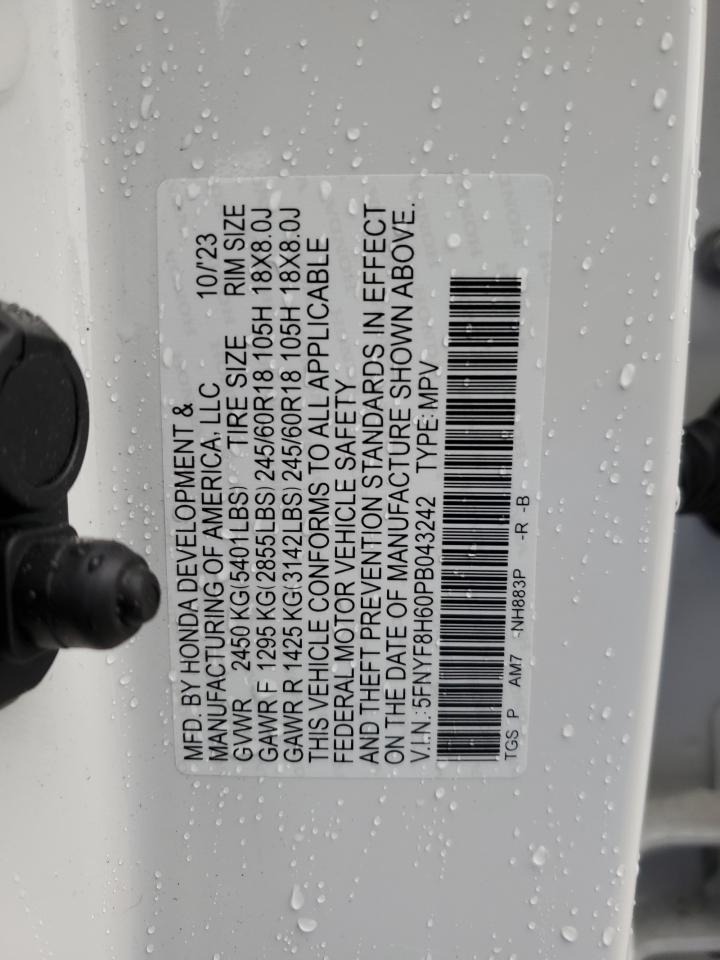 MFD. BY HONDA DEVELOPMENT &
MANUFACTURING OF AMERICA, LLC 10/'23
GVWR 2450 KG(5401 LBS) TIRE SIZE RIM SIZE
GAWR F 1295 KG(2855LBS) 245/60R18 105H 18X8.0J
GAWR R 1425 KG(3142LBS) 245/60R18 105H 18X8.0J
THIS VEHICLE CONFORMS TO ALL APPLICABLE
FEDERAL MOTOR VEHICLE SAFETY
AND THEFT PREVENTION STANDARDS IN EFFECT
ON THE DATE OF MANUFACTURE SHOWN ABOVE.
V.I.N.:5FNYF8H60PB043242 TYPE:MPV
TGS P AM7 -NH883P -R -B